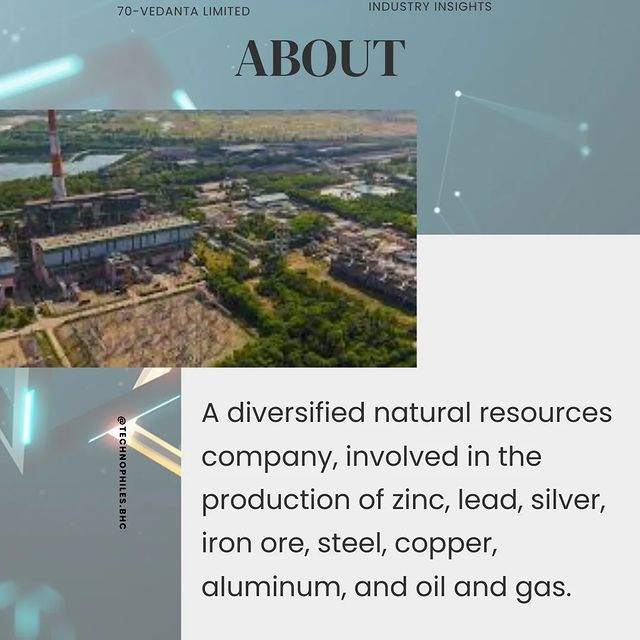 70-VEDANTA LIMITED
INDUSTRY INSIGHTS
ABOUT
@TECHNOPHILES.BHC
A diversified natural resources
company, involved in the
production of zinc, lead, silver,
iron ore, steel, copper,
aluminum, and oil and gas.